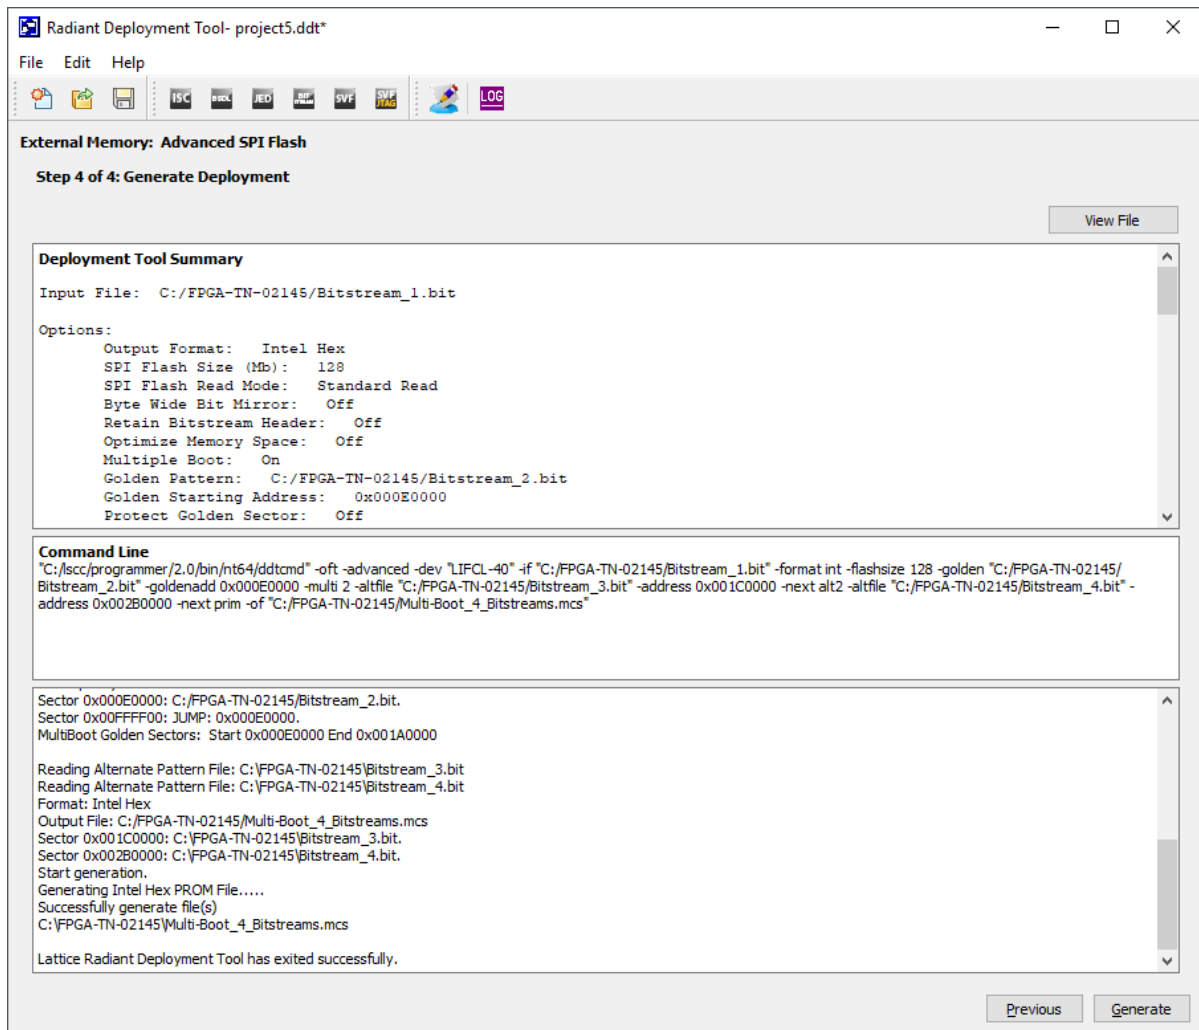 Radiant Deployment Tool- project5.ddt*
File Edit Help
ISC BSDL JED BIT STREAM SVF SVF JTAG LOG
External Memory: Advanced SPI Flash
Step 4 of 4: Generate Deployment
View File
Deployment Tool Summary
Input File: C:/FPGA-TN-02145/Bitstream_1.bit
Options:
Output Format: Intel Hex
SPI Flash Size (Mb): 128
SPI Flash Read Mode: Standard Read
Byte Wide Bit Mirror: Off
Retain Bitstream Header: Off
Optimize Memory Space: Off
Multiple Boot: On
Golden Pattern: C:/FPGA-TN-02145/Bitstream_2.bit
Golden Starting Address: 0x000E0000
Protect Golden Sector: Off
Command Line
"C:/lscc/programmer/2.0/bin/nt64/ddtcmd" -oft -advanced -dev "LIFCL-40" -if "C:/FPGA-TN-02145/Bitstream_1.bit" -format int -flashsize 128 -golden "C:/FPGA-TN-02145/
Bitstream_2.bit" -goldenadd 0x000E0000 -multi 2 -altfile "C:/FPGA-TN-02145/Bitstream_3.bit" -address 0x001C0000 -next alt2 -altfile "C:/FPGA-TN-02145/Bitstream_4.bit" -
address 0x002B0000 -next prim -of "C:/FPGA-TN-02145/Multi-Boot_4_Bitstreams.mcs"
Sector 0x000E0000: C:/FPGA-TN-02145/Bitstream_2.bit.
Sector 0x00FFFF00: JUMP: 0x000E0000.
MultiBoot Golden Sectors: Start 0x000E0000 End 0x001A0000
Reading Alternate Pattern File: C:\FPGA-TN-02145\Bitstream_3.bit
Reading Alternate Pattern File: C:\FPGA-TN-02145\Bitstream_4.bit
Format: Intel Hex
Output File: C:/FPGA-TN-02145/Multi-Boot_4_Bitstreams.mcs
Sector 0x001C0000: C:\FPGA-TN-02145\Bitstream_3.bit.
Sector 0x002B0000: C:\FPGA-TN-02145\Bitstream_4.bit.
Start generation.
Generating Intel Hex PROM File.....
Successfully generate file(s)
C:\FPGA-TN-02145\Multi-Boot_4_Bitstreams.mcs
Lattice Radiant Deployment Tool has exited successfully.
Previous Generate